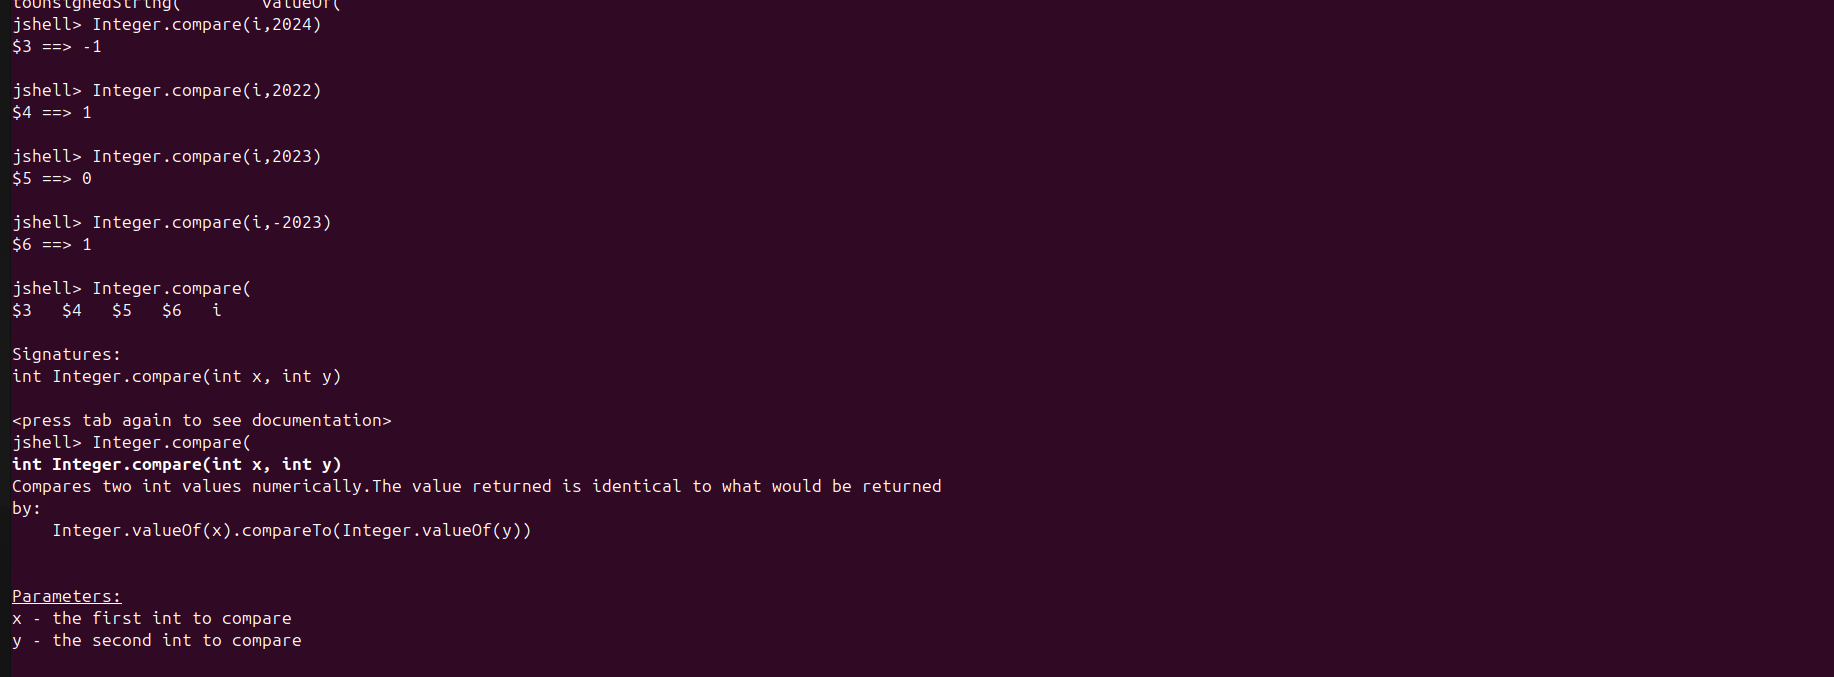 toUnsignedString(        valueOf(
jshell> Integer.compare(i,2024)
$3 ==> -1
jshell> Integer.compare(i,2022)
$4 ==> 1
jshell> Integer.compare(i,2023)
$5 ==> 0
jshell> Integer.compare(i,-2023)
$6 ==> 1
jshell> Integer.compare(
$3   $4   $5   $6   i
Signatures:
int Integer.compare(int x, int y)
<press tab again to see documentation>
jshell> Integer.compare(
int Integer.compare(int x, int y)
Compares two int values numerically.The value returned is identical to what would be returned
by:
    Integer.valueOf(x).compareTo(Integer.valueOf(y))
Parameters:
x - the first int to compare
y - the second int to compare